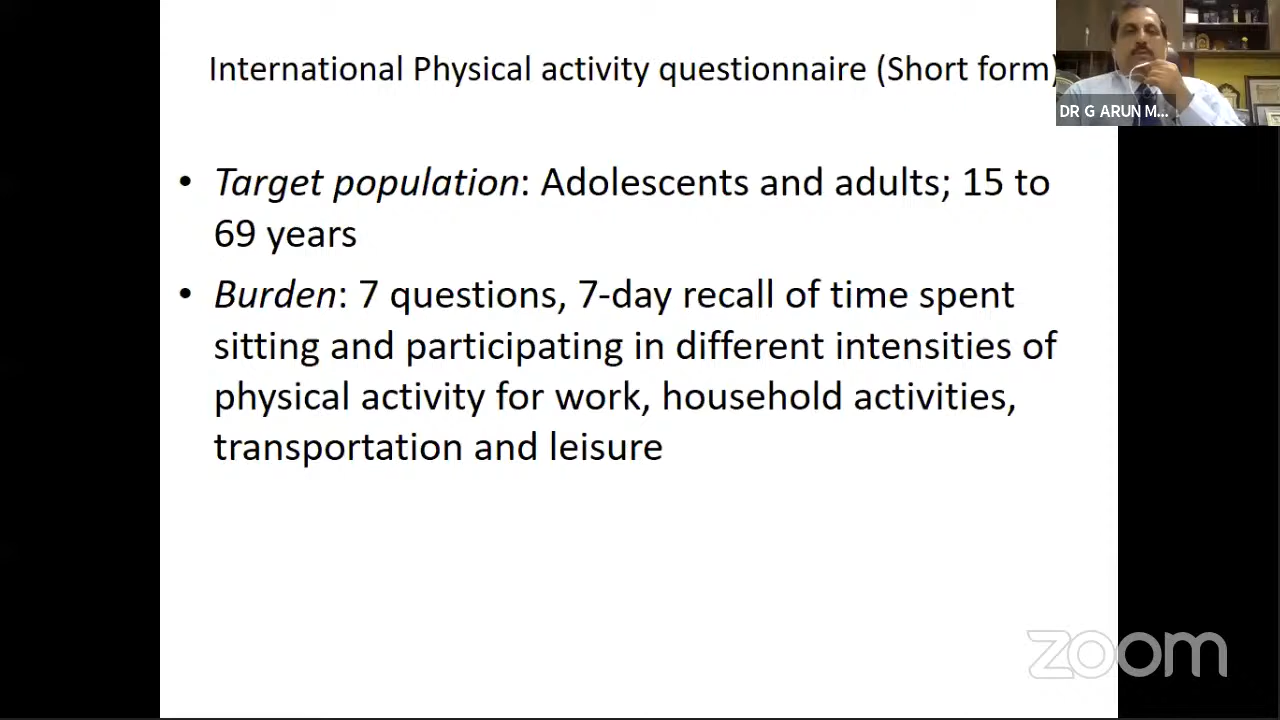 International Physical activity questionnaire (Short form)
DR G ARUN M...
• Target population: Adolescents and adults; 15 to
69 years
• Burden: 7 questions, 7-day recall of time spent
sitting and participating in different intensities of
physical activity for work, household activities,
transportation and leisure
zoom